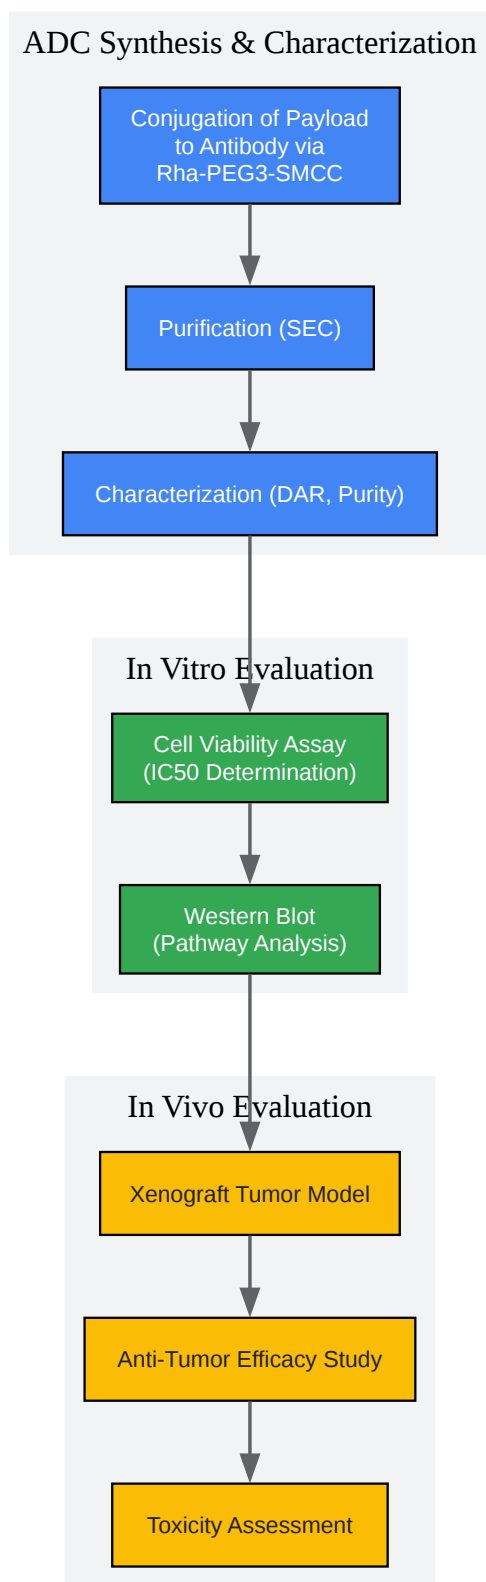 ADC Synthesis & Characterization
Conjugation of Payload
to Antibody via
Rha-PEG3-SMCC
Purification (SEC)
Characterization (DAR, Purity)
In Vitro Evaluation
Cell Viability Assay
(IC50 Determination)
Western Blot
(Pathway Analysis)
In Vivo Evaluation
Xenograft Tumor Model
Anti-Tumor Efficacy Study
Toxicity Assessment